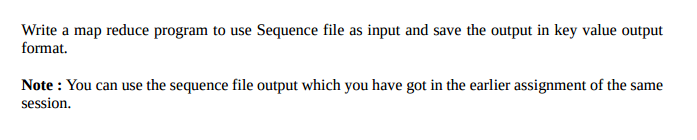 Write a map reduce program to use Sequence file as input and save the output in key value output
format.
Note : You can use the sequence file output which you have got in the earlier assignment of the same
session.